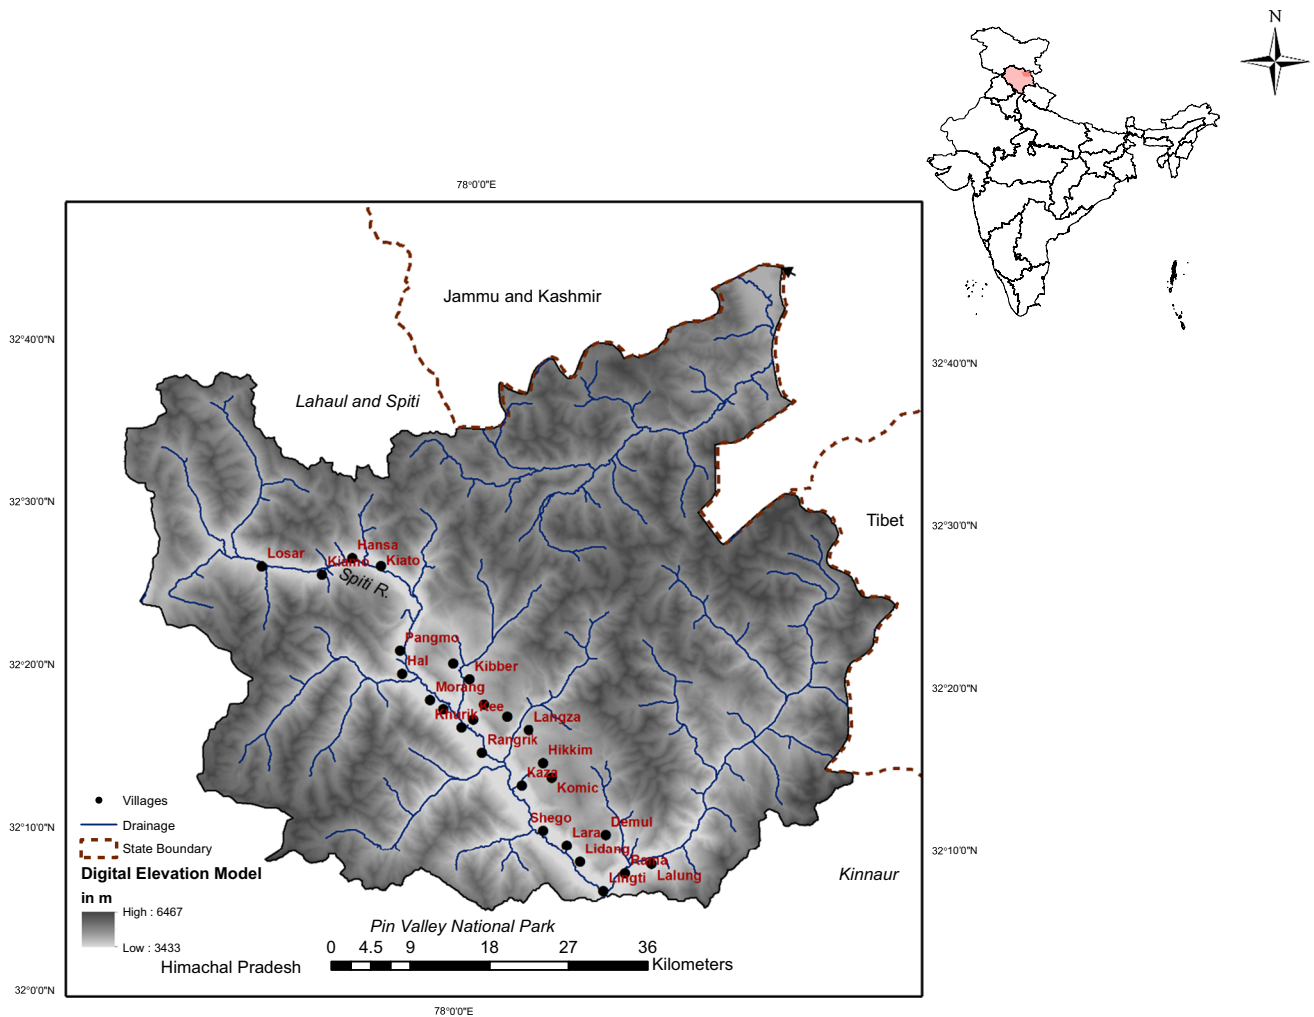 N
78°0'0"E
Jammu and Kashmir
32°40'0"N
32°40'0"N
Lahaul and Spiti
32°30'0"N
Tibet
32°30'0"N
Losar
Hansa
Kiamo
Kiato
Spiti R.
Pangmo
32°20'0"N
Hal
Kibber
Morang
32°20'0"N
Kee
Khurik
Langza
Rangrik
Hikkim
Kaza
Komic
Villages
Shego
Demul
Drainage
32°10'0"N
Lara
State Boundary
Lidang
32°10'0"N
Rama
Digital Elevation Model
Lingti
Lalung
Kinnaur
in m
High : 6467
Pin Valley National Park
Low : 3433
0 4.5 9 18 27 36
Kilometers
Himachal Pradesh
32°0'0"N
78°0'0"E